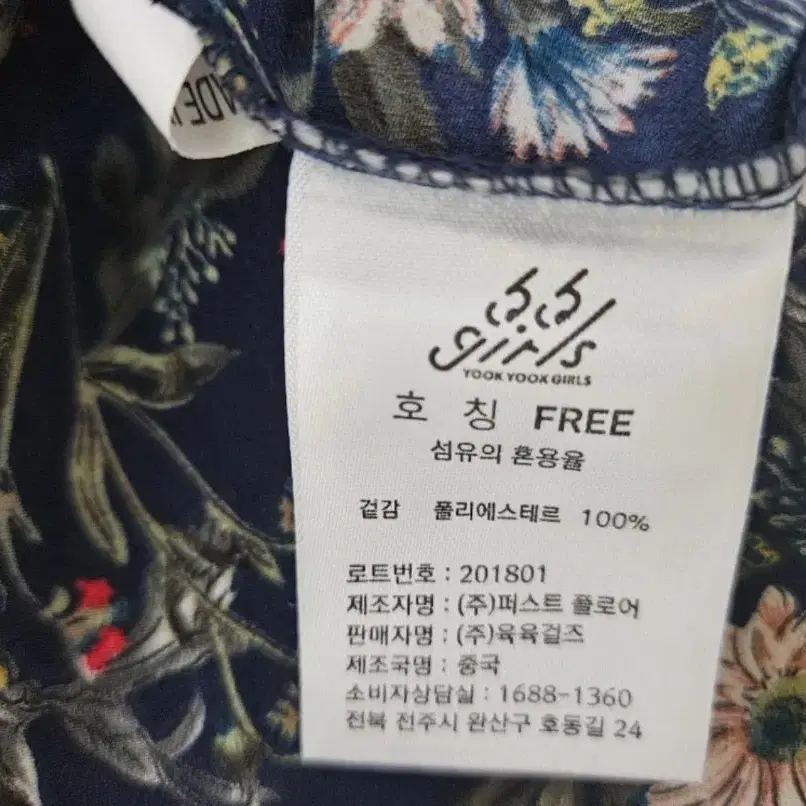 66 girls
YOOK YOOK GIRLS
호 칭 FREE
섬유의 혼용율
겉감 폴리에스테르 100%
로트번호 : 201801
제조자명 : (주)퍼스트 플로어
판매자명 : (주)육육걸즈
제조국명 : 중국
소비자상담실 : 1688-1360
전북 전주시 완산구 호동길 24